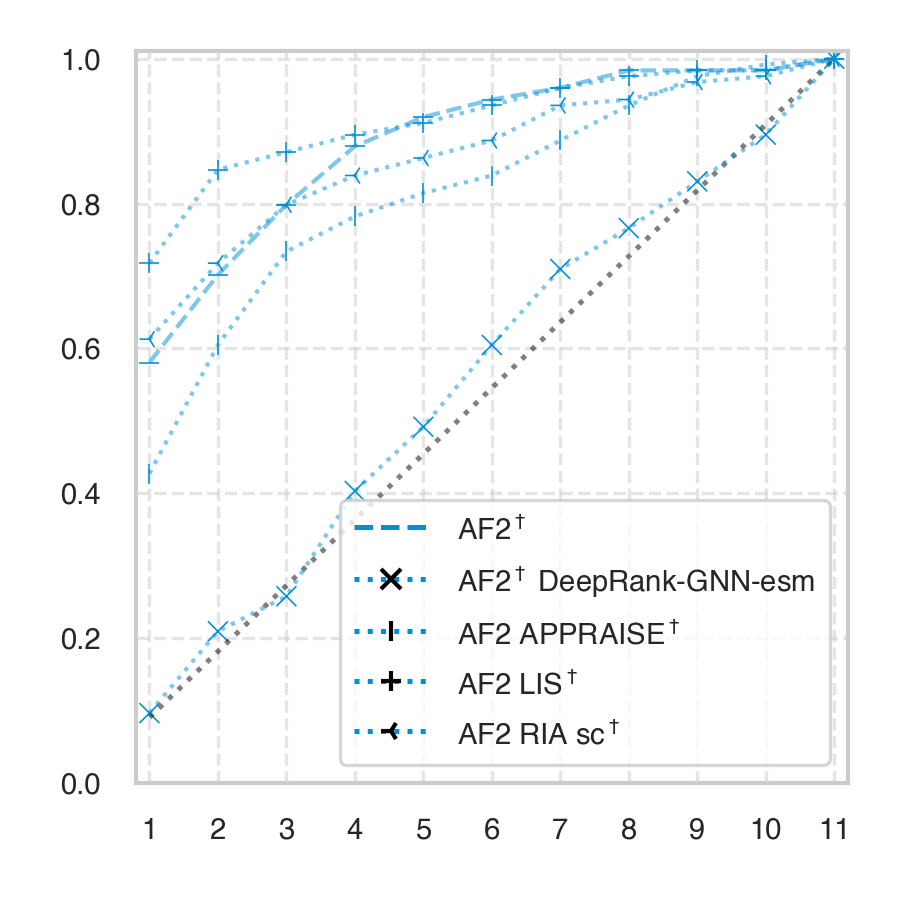 1.0
0.8
0.6
0.4
0.2
0.0
AF2†
AF2† DeepRank-GNN-esm
AF2 APPRAISE†
AF2 LIS†
AF2 RIA sc†
1 2 3 4 5 6 7 8 9 10 11